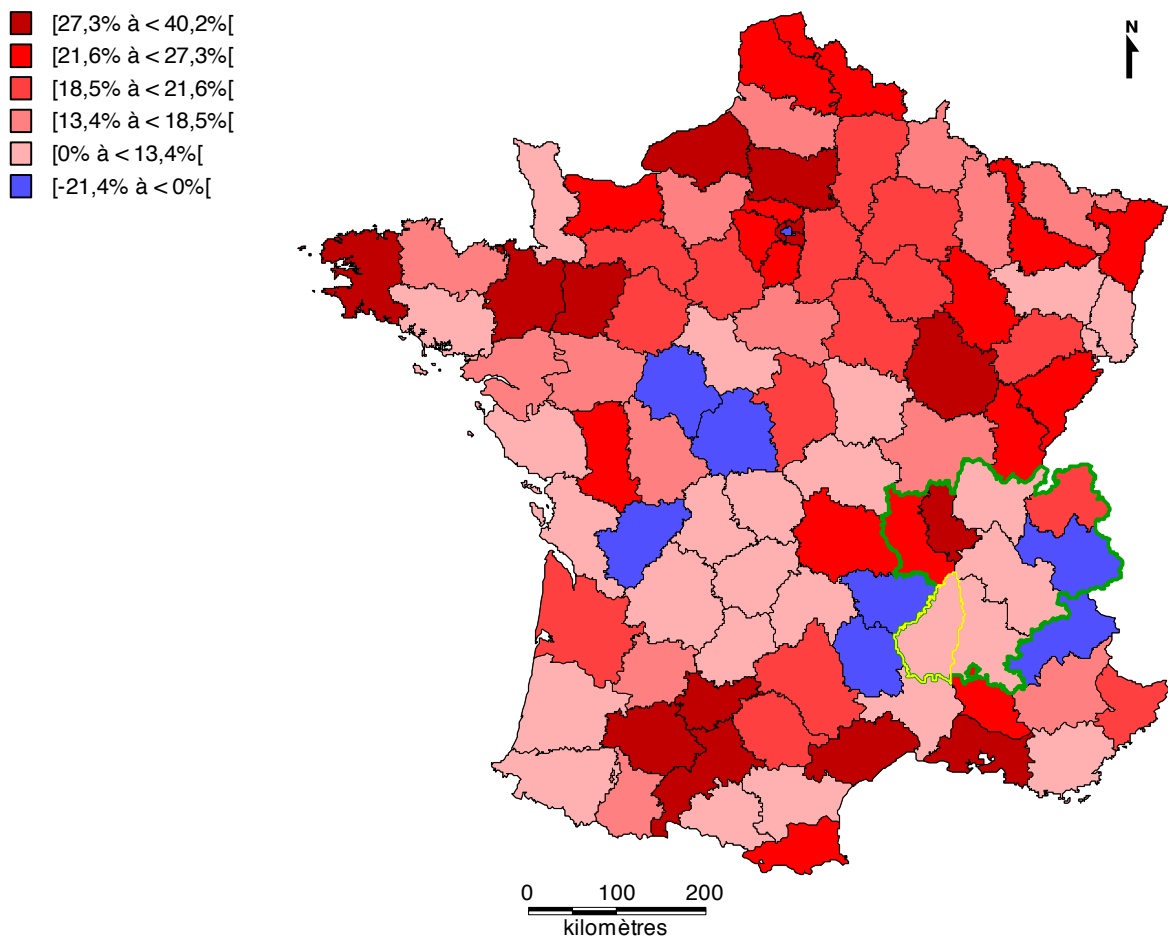 [27,3% à < 40,2%[
[21,6% à < 27,3%[
[18,5% à < 21,6%[
[13,4% à < 18,5%[
[0% à < 13,4%[
[-21,4% à < 0%[
N
0 100 200
kilomètres